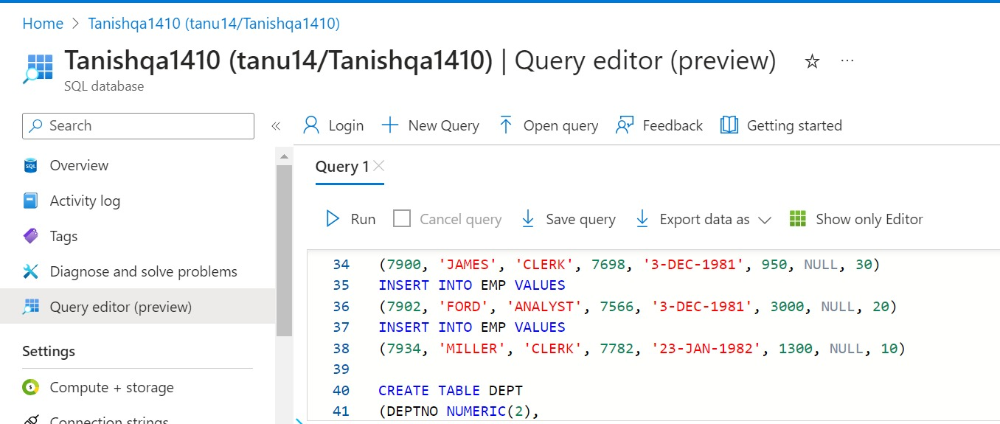 Home > Tanishqa1410 (tanu14/Tanishqa1410)
Tanishqa1410 (tanu14/Tanishqa1410) | Query editor (preview)
SQL database
Search
Overview
Activity log
Tags
Diagnose and solve problems
Query editor (preview)
Settings
Compute + storage
Connection strings
Login
New Query
Open query
Feedback
Getting started
Query 1
Run
Cancel query
Save query
Export data as
Show only Editor
34 (7900, 'JAMES', 'CLERK', 7698, '3-DEC-1981', 950, NULL, 30)
35 INSERT INTO EMP VALUES
36 (7902, 'FORD', 'ANALYST', 7566, '3-DEC-1981', 3000, NULL, 20)
37 INSERT INTO EMP VALUES
38 (7934, 'MILLER', 'CLERK', 7782, '23-JAN-1982', 1300, NULL, 10)
39
40 CREATE TABLE DEPT
41 (DEPTNO NUMERIC(2),